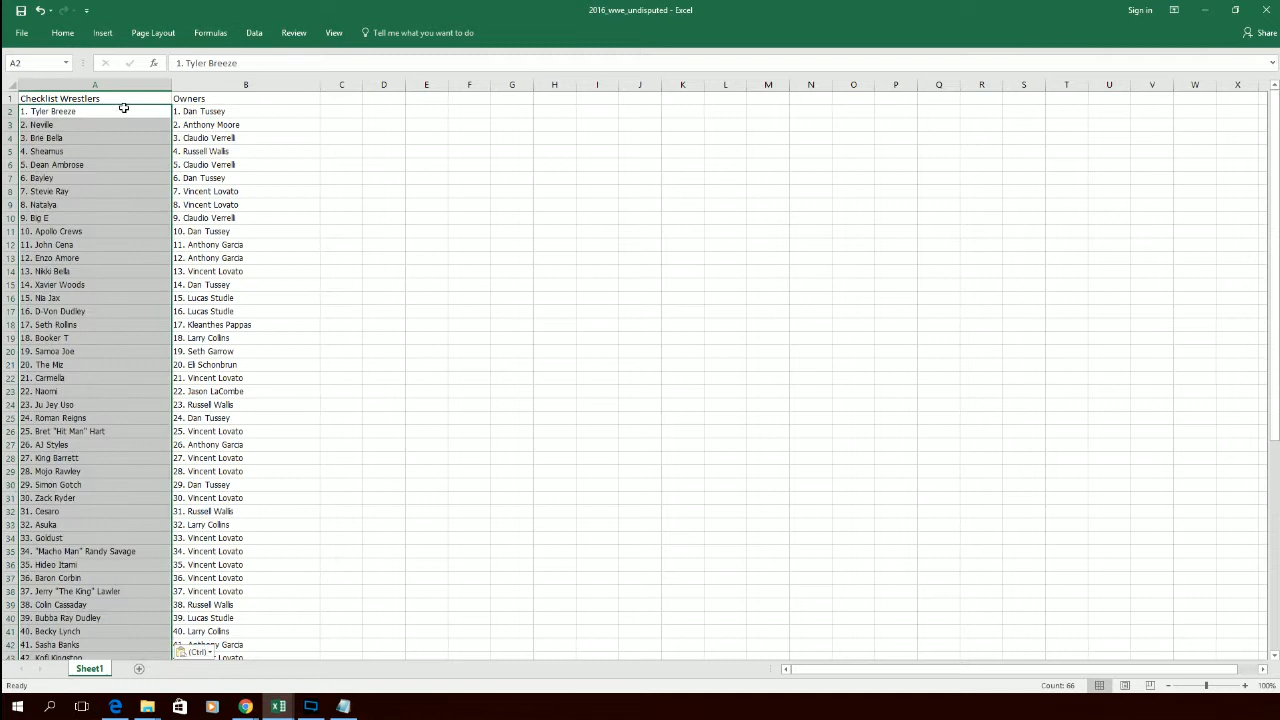 2016_wwe_undisputed - Excel
Sign in
File Home Insert Page Layout Formulas Data Review View Tell me what you want to do Share
A2 fx 1. Tyler Breeze
A B C D E F G H I J K L M N O P Q R S T U V W X
1 Checklist Wrestlers Owners
2 1. Tyler Breeze 1. Dan Tussey
3 2. Neville 2. Anthony Moore
4 3. Brie Bella 3. Claudio Verrelli
5 4. Sheamus 4. Russell Wallis
6 5. Dean Ambrose 5. Claudio Verrelli
7 6. Bayley 6. Dan Tussey
8 7. Stevie Ray 7. Vincent Lovato
9 8. Natalya 8. Vincent Lovato
10 9. Big E 9. Claudio Verrelli
11 10. Apollo Crews 10. Dan Tussey
12 11. John Cena 11. Anthony Garcia
13 12. Enzo Amore 12. Anthony Garcia
14 13. Nikki Bella 13. Vincent Lovato
15 14. Xavier Woods 14. Dan Tussey
16 15. Nia Jax 15. Lucas Studle
17 16. D-Von Dudley 16. Lucas Studle
18 17. Seth Rollins 17. Kleanthes Pappas
19 18. Booker T 18. Larry Collins
20 19. Samoa Joe 19. Seth Garrow
21 20. The Miz 20. Eli Schonbrun
22 21. Carmella 21. Vincent Lovato
23 22. Naomi 22. Jason LaCombe
24 23. Ju Jey Uso 23. Russell Wallis
25 24. Roman Reigns 24. Dan Tussey
26 25. Bret "Hit Man" Hart 25. Vincent Lovato
27 26. AJ Styles 26. Anthony Garcia
28 27. King Barrett 27. Vincent Lovato
29 28. Mojo Rawley 28. Vincent Lovato
30 29. Simon Gotch 29. Dan Tussey
31 30. Zack Ryder 30. Vincent Lovato
32 31. Cesaro 31. Russell Wallis
33 32. Asuka 32. Larry Collins
34 33. Goldust 33. Vincent Lovato
35 34. "Macho Man" Randy Savage 34. Vincent Lovato
36 35. Hideo Itami 35. Vincent Lovato
37 36. Baron Corbin 36. Vincent Lovato
38 37. Jerry "The King" Lawler 37. Vincent Lovato
39 38. Colin Cassaday 38. Russell Wallis
40 39. Bubba Ray Dudley 39. Lucas Studle
41 40. Becky Lynch 40. Larry Collins
42 41. Sasha Banks 41. Anthony Garcia
43 42. Kofi Kingston Lovato
(Ctrl)
Sheet1
Ready Count: 66 100%